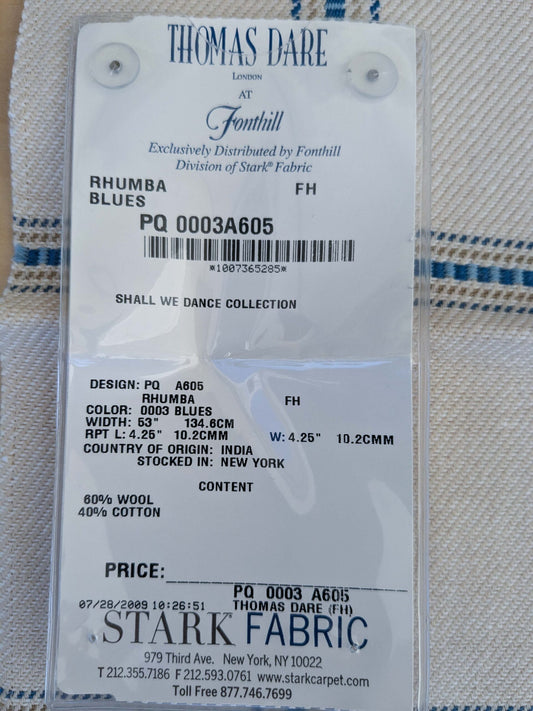 THOMAS DARE
LONDON
AT
Fonthill
Exclusively Distributed by Fonthill
Division of Stark® Fabric
RHUMBA FH
BLUES
PQ 0003A605
*1007365285*
SHALL WE DANCE COLLECTION
DESIGN: PQ A605
RHUMBA FH
COLOR: 0003 BLUES
WIDTH: 53" 134.6CM
RPT L: 4.25" 10.2CMM W: 4.25" 10.2CMM
COUNTRY OF ORIGIN: INDIA
STOCKED IN: NEW YORK
CONTENT
60% WOOL
40% COTTON
PRICE:
PQ 0003 A605
07/28/2009 10:26:51 THOMAS DARE (FH)
STARK® FABRIC
979 Third Ave. New York, NY 10022
T 212.355.7186 F 212.593.0761 www.starkcarpet.com
Toll Free 877.746.7699